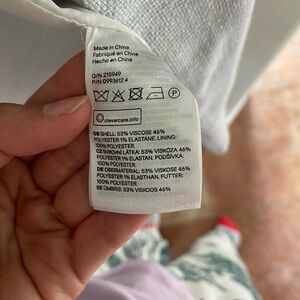 Made in China
Fabriqué en Chine
Hecho en China
O/N 215949
P/N 0993612 4
P
clevercare.info
GB SHELL: 53% VISCOSE 46%
POLYESTER 1% ELASTANE. LINING:
100% POLYESTER.
CZ SVRCHNÍ LÁTKA: 53% VISKÓZA 46%
POLYESTER 1% ELASTAN. PODŠÍVKA:
100% POLYESTER.
DE OBERMATERIAL: 53% VISKOSE 46%
POLYESTER 1% ELASTHAN. FUTTER:
100% POLYESTER.
EE ÜMBRIS: 53% VISKOOS 46%